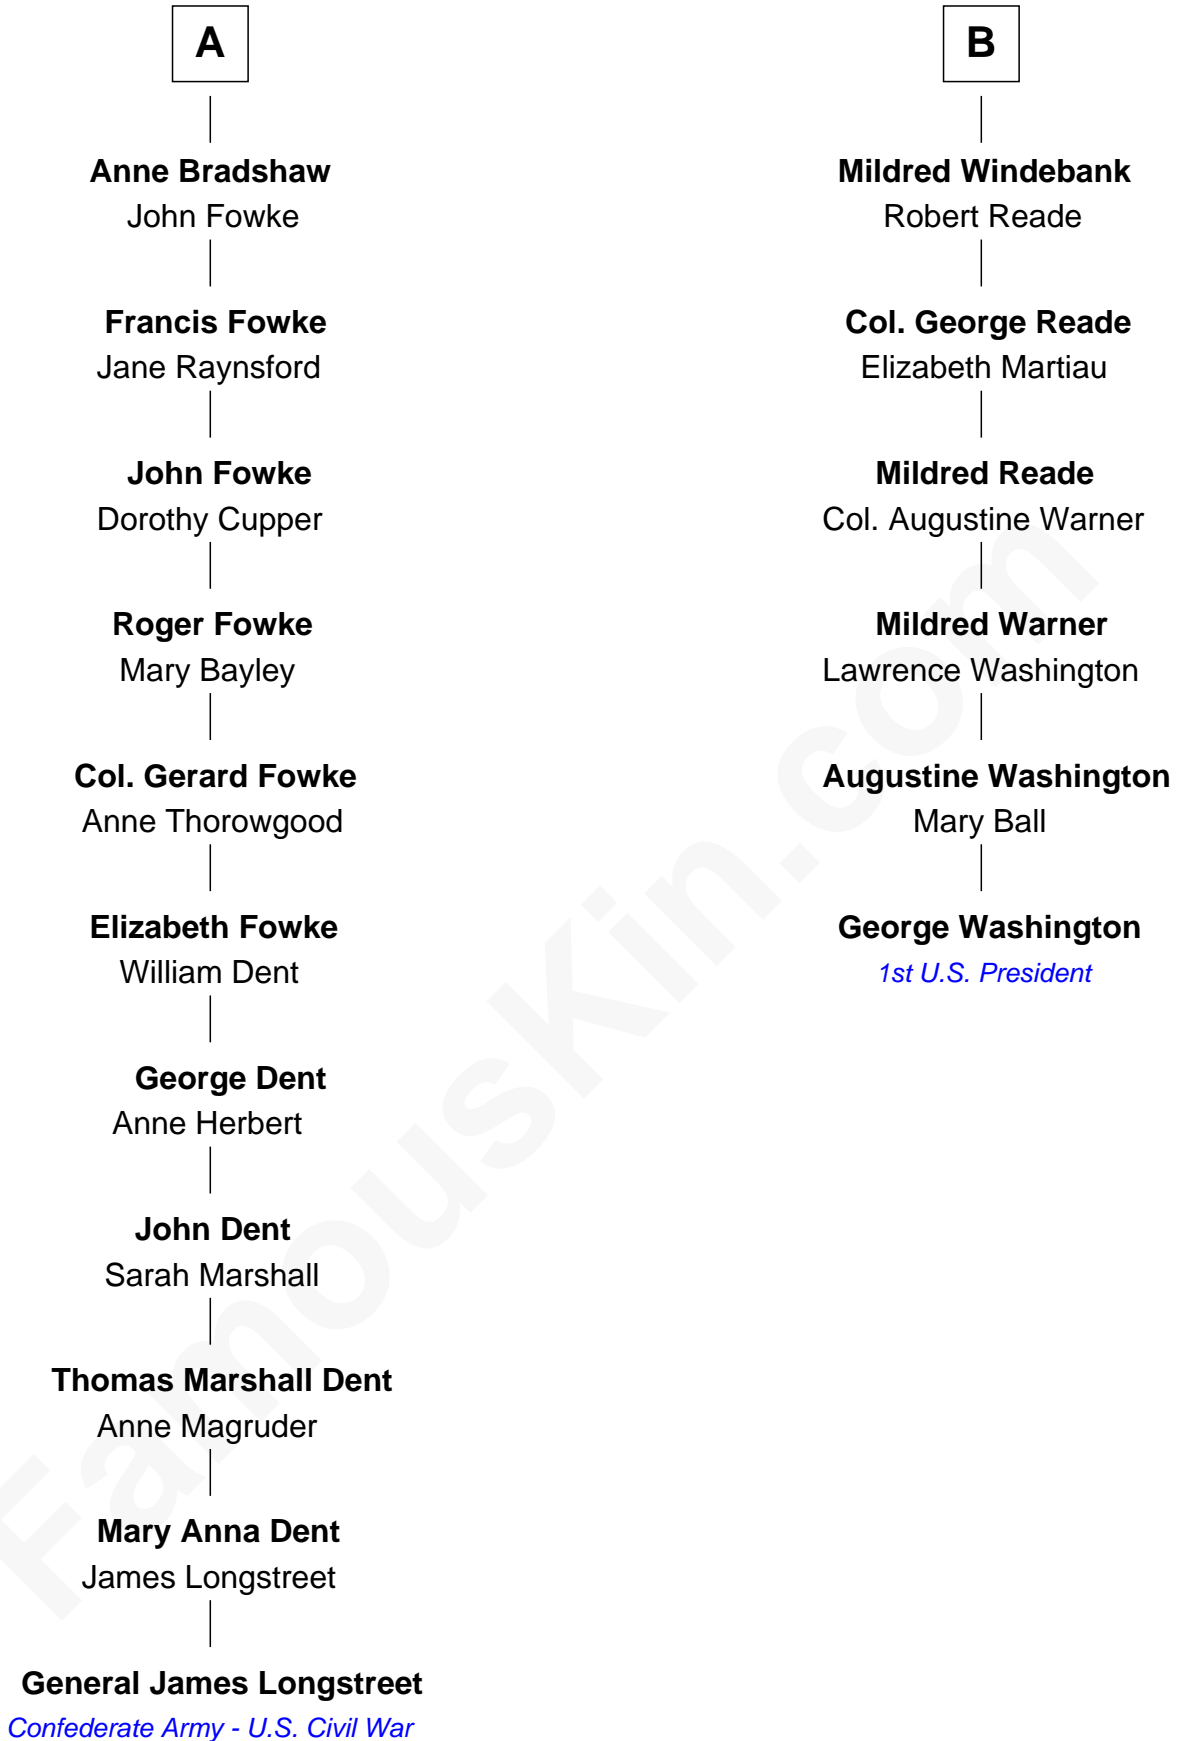 A
Anne Bradshaw
John Fowke
Francis Fowke
Jane Raynsford
John Fowke
Dorothy Cupper
Roger Fowke
Mary Bayley
Col. Gerard Fowke
Anne Thorowgood
Elizabeth Fowke
William Dent
George Dent
Anne Herbert
John Dent
Sarah Marshall
Thomas Marshall Dent
Anne Magruder
Mary Anna Dent
James Longstreet
General James Longstreet
Confederate Army - U.S. Civil War
B
Mildred Windebank
Robert Reade
Col. George Reade
Elizabeth Martiau
Mildred Reade
Col. Augustine Warner
Mildred Warner
Lawrence Washington
Augustine Washington
Mary Ball
George Washington
1st U.S. President
FamousKin.com